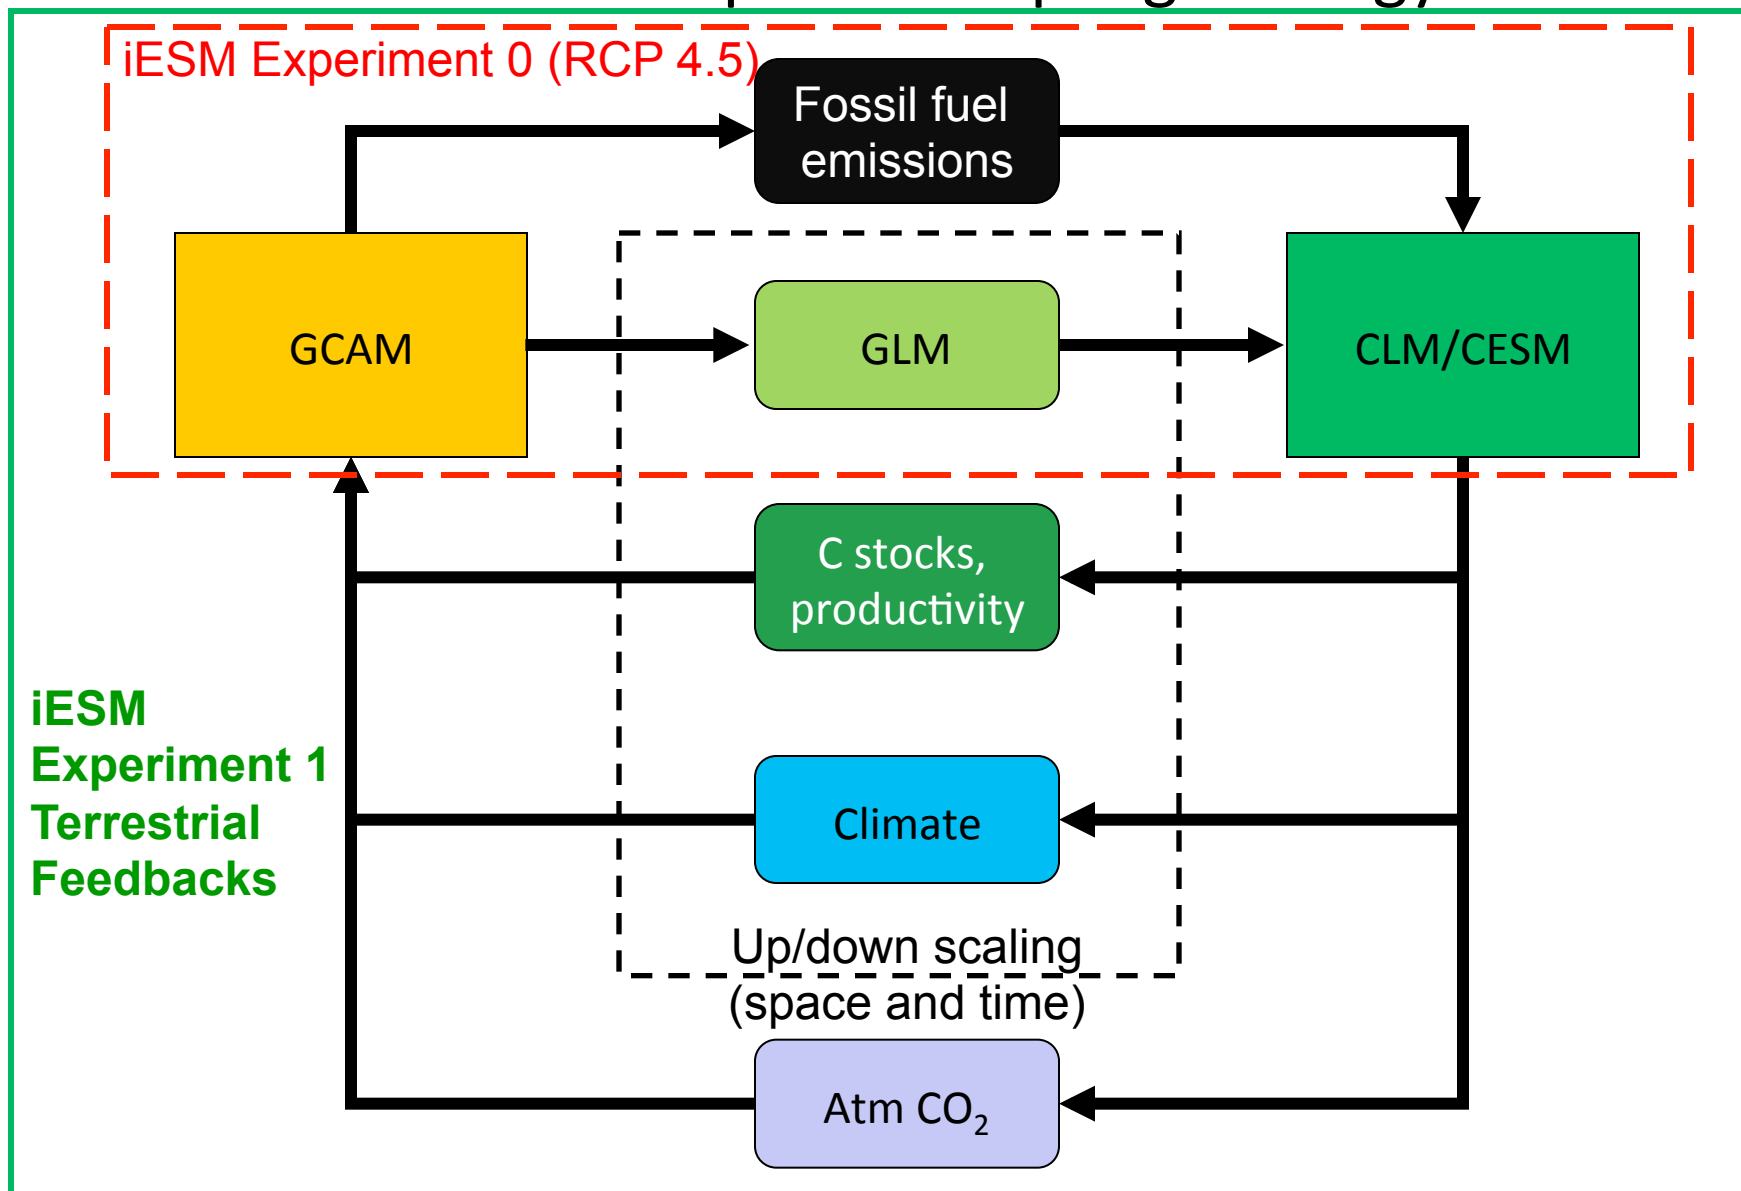 iESM Experiment 0 (RCP 4.5)
Fossil fuel
emissions
GCAM
GLM
CLM/CESM
C stocks,
productivity
iESM
Experiment 1
Terrestrial
Feedbacks
Climate
Up/down scaling
(space and time)
Atm CO₂